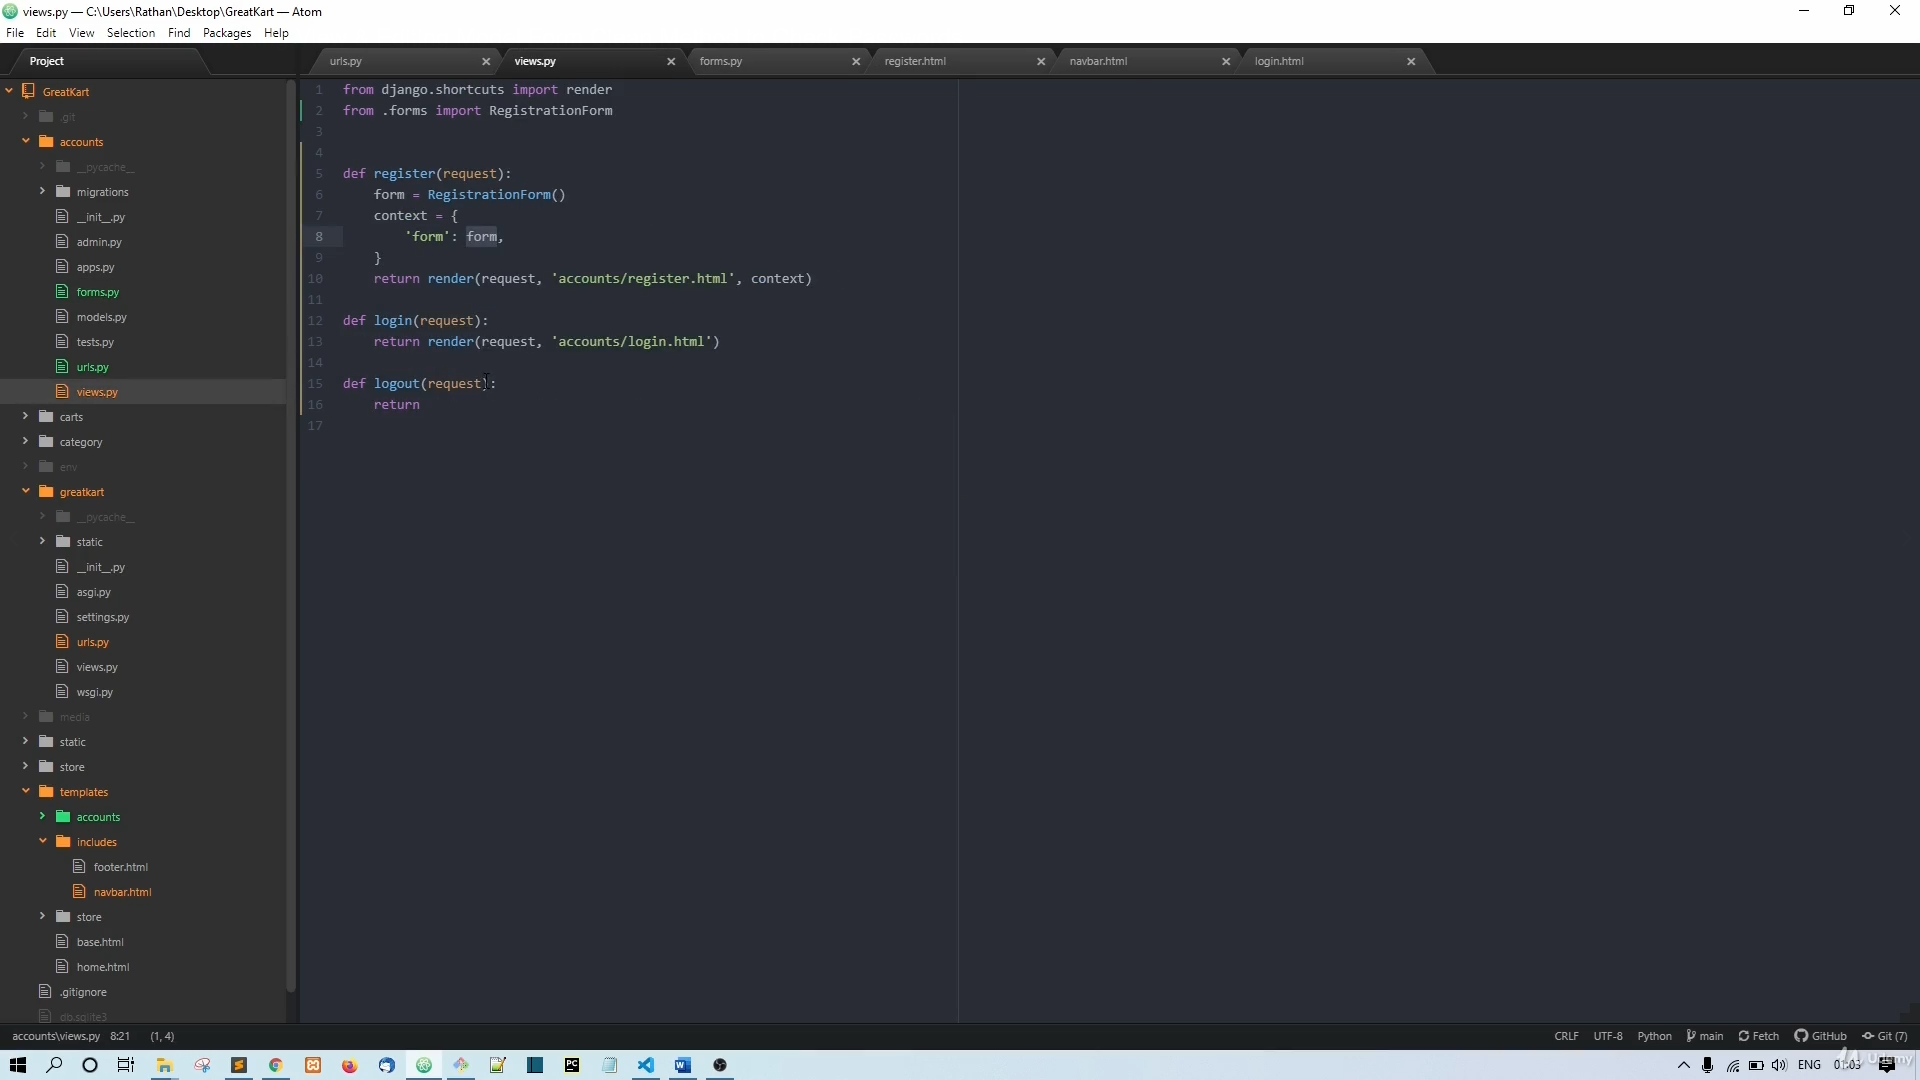 views.py — C:\Users\Rathan\Desktop\GreatKart — Atom
File Edit View Selection Find Packages Help
Project
urls.py views.py forms.py register.html navbar.html login.html
GreatKart
.git
accounts
__pycache__
migrations
__init__.py
admin.py
apps.py
forms.py
models.py
tests.py
urls.py
views.py
carts
category
env
greatkart
__pycache__
static
__init__.py
asgi.py
settings.py
urls.py
views.py
wsgi.py
media
static
store
templates
accounts
includes
footer.html
navbar.html
store
base.html
home.html
.gitignore
db.sqlite3
1 from django.shortcuts import render
2 from .forms import RegistrationForm
3
4
5 def register(request):
6 form = RegistrationForm()
7 context = {
8 'form': form,
9 }
10 return render(request, 'accounts/register.html', context)
11
12 def login(request):
13 return render(request, 'accounts/login.html')
14
15 def logout(request):
16 return
17
accounts\views.py 8:21 (1, 4)
CRLF UTF-8 Python main Fetch GitHub Git (7)
PC
ENG 01:03
Udemy